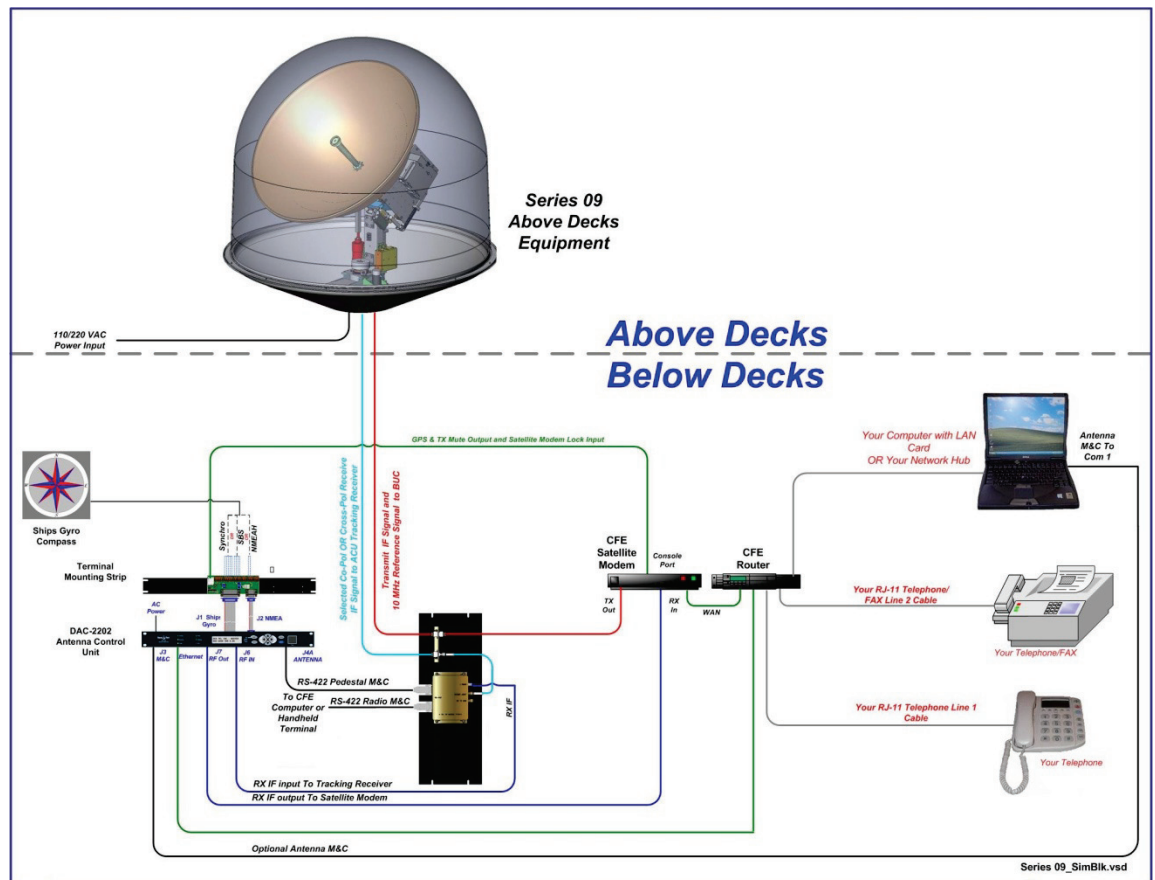 Series 09
Above Decks
Equipment
110/220 VAC
Power Input
Above Decks
Below Decks
GPS & TX Mute Output and Satellite Modem Lock Input
Your Computer with LAN
Card
OR Your Network Hub
Antenna
M&C To
Com 1
Ships Gyro
Compass
Synchro
OR
SBS
OR
NMEAH
Selected Co-Pol OR Cross-Pol Receive
IF Signal to ACU Tracking Receiver
Transmit IF Signal and
10 MHz Reference Signal to BUC
CFE
Satellite
Modem
Console
Port
CFE
Router
TX
Out
RX
In
WAN
Terminal
Mounting Strip
AC
Power
J1 Ships
Gyro
J2 NMEA
DAC-2202
Antenna Control
Unit
J3
M&C
Ethernet
J7
RF Out
J6
RF IN
J4A
ANTENNA
Your RJ-11 Telephone/
FAX Line 2 Cable
Your Telephone/FAX
RS-422 Pedestal M&C
To CFE
Computer or
Handheld
Terminal
RS-422 Radio M&C
RX IF
Your RJ-11 Telephone Line 1
Cable
Your Telephone
RX IF input To Tracking Receiver
RX IF output To Satellite Modem
Optional Antenna M&C
Series 09_SimBlk.vsd